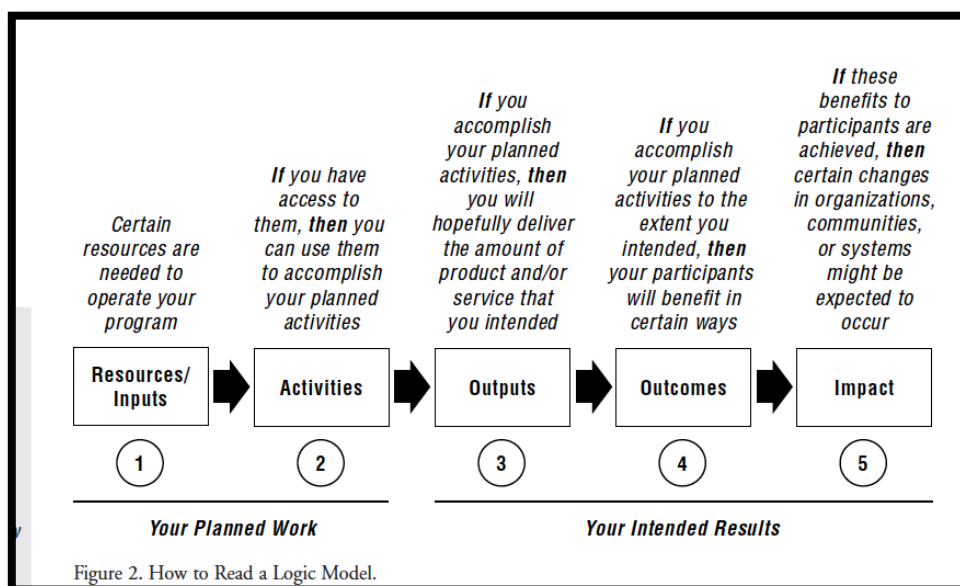 Certain
resources are
needed to
operate your
program
If you have
access to
them, then you
can use them
to accomplish
your planned
activities
If you
accomplish
your planned
activities, then
you will
hopefully deliver
the amount of
product and/or
service that
you intended
If you
accomplish
your planned
activities to the
extent you
intended, then
your participants
will benefit in
certain ways
If these
benefits to
participants are
achieved, then
certain changes
in organizations,
communities,
or systems
might be
expected to
occur
Resources/
Inputs
Activities
Outputs
Outcomes
Impact
1
2
3
4
5
Your Planned Work
Your Intended Results
y
Figure 2. How to Read a Logic Model.